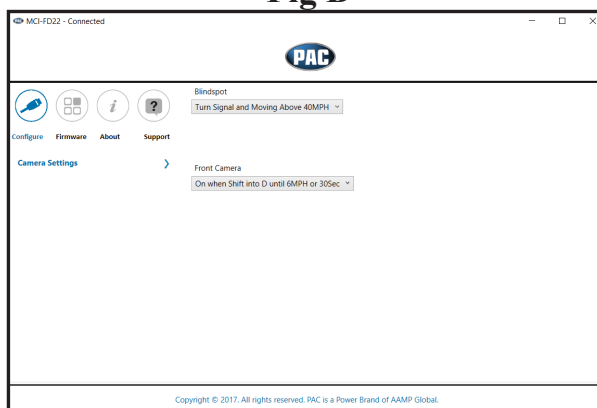 Fig B
MCI-FD22 - Connected
PAC
Configure Firmware About Support
Camera Settings
Blindspot
Turn Signal and Moving Above 40MPH
Front Camera
On when Shift into D until 6MPH or 30Sec
Copyright © 2017. All rights reserved. PAC is a Power Brand of AAMP Global.